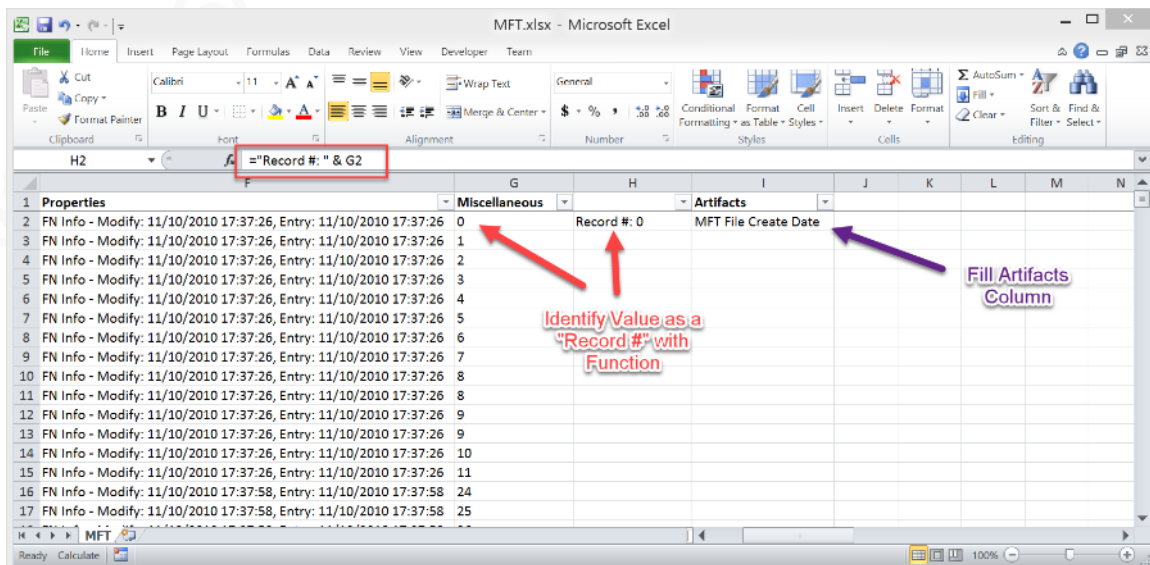 MFT.xlsx - Microsoft Excel
File Home Insert Page Layout Formulas Data Review View Developer Team
Cut
Copy
Format Painter
Paste
Calibri 11 A A
B I U A
Wrap Text
Merge & Center
General
$ % ,
Conditional Formatting
Format as Table
Cell Styles
Insert Delete Format
Σ AutoSum
Fill
Clear
Sort & Filter
Find & Select
Clipboard Font Alignment Number Styles Cells Editing
H2 fx ="Record #: " & G2
F G H I J K L M N
1 Properties Miscellaneous Artifacts
2 FN Info - Modify: 11/10/2010 17:37:26, Entry: 11/10/2010 17:37:26 0 Record #: 0 MFT File Create Date
3 FN Info - Modify: 11/10/2010 17:37:26, Entry: 11/10/2010 17:37:26 1
4 FN Info - Modify: 11/10/2010 17:37:26, Entry: 11/10/2010 17:37:26 2
5 FN Info - Modify: 11/10/2010 17:37:26, Entry: 11/10/2010 17:37:26 3
6 FN Info - Modify: 11/10/2010 17:37:26, Entry: 11/10/2010 17:37:26 4
7 FN Info - Modify: 11/10/2010 17:37:26, Entry: 11/10/2010 17:37:26 5
8 FN Info - Modify: 11/10/2010 17:37:26, Entry: 11/10/2010 17:37:26 6
9 FN Info - Modify: 11/10/2010 17:37:26, Entry: 11/10/2010 17:37:26 7
10 FN Info - Modify: 11/10/2010 17:37:26, Entry: 11/10/2010 17:37:26 8
11 FN Info - Modify: 11/10/2010 17:37:26, Entry: 11/10/2010 17:37:26 8
12 FN Info - Modify: 11/10/2010 17:37:26, Entry: 11/10/2010 17:37:26 9
13 FN Info - Modify: 11/10/2010 17:37:26, Entry: 11/10/2010 17:37:26 9
14 FN Info - Modify: 11/10/2010 17:37:26, Entry: 11/10/2010 17:37:26 10
15 FN Info - Modify: 11/10/2010 17:37:26, Entry: 11/10/2010 17:37:26 11
16 FN Info - Modify: 11/10/2010 17:37:58, Entry: 11/10/2010 17:37:58 24
17 FN Info - Modify: 11/10/2010 17:37:58, Entry: 11/10/2010 17:37:58 25
Identify Value as a
"Record #" with
Function
Fill Artifacts
Column
MFT
Ready Calculate 100%